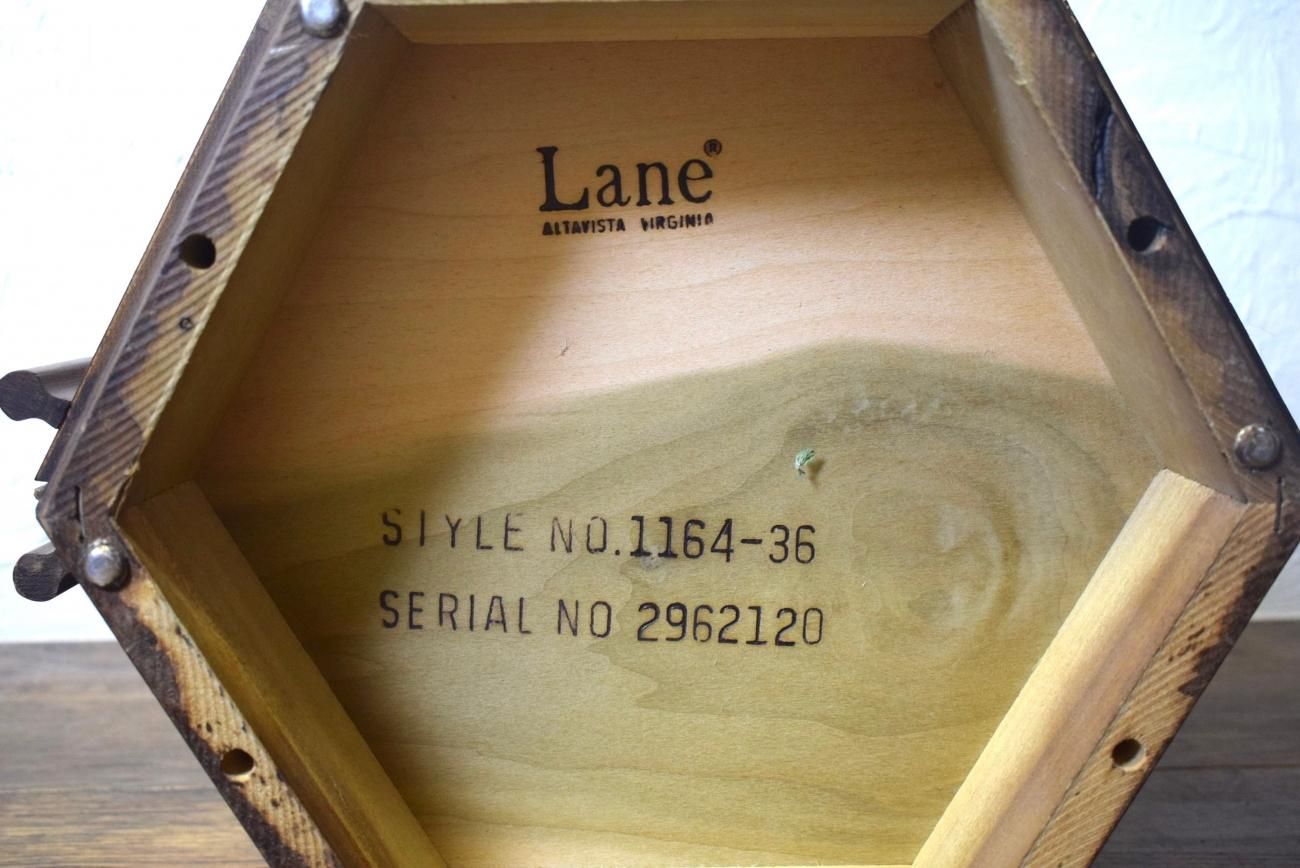 Lane®
ALTAVISTA VIRGINIA
STYLE NO. 1164-36
SERIAL NO 2962120